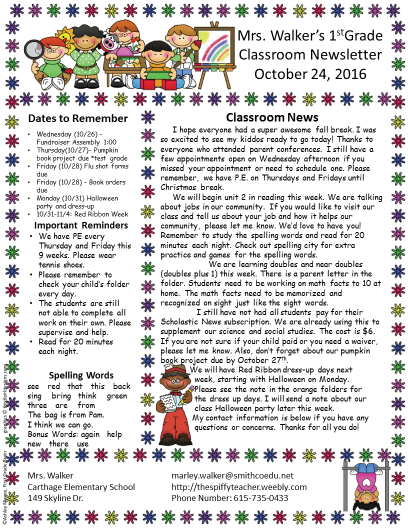 Mrs. Walker's 1stGrade
Classroom Newsletter
October 24, 2016
Dates to Remember
• Wednesday (10/26) -
Fundraiser Assembly 1:00
• Thursday(10/27)- Pumpkin
book project due *test grade
• Friday (10/28) Flu shot forms
due
• Friday (10/28) - Book orders
due
• Monday (10/31) Halloween
party and dress-up
• 10/31-11/4: Red Ribbon Week
Important Reminders
• We have PE every
Thursday and Friday this
9 weeks. Please wear
tennis shoes.
• Please remember to
check your child's folder
every day.
• The students are still
not able to complete all
work on their own. Please
supervise and help.
• Read for 20 minutes
each night.
Spelling Words
see red that this back
sing bring think green
three are from
The bag is from Pam.
I think we can go.
Bonus Words: again help
new there use
Classroom News
I hope everyone had a super awesome fall break. I was
so excited to see my kiddos ready to go today! Thanks to
everyone who attended parent conferences. I still have a
few appointments open on Wednesday afternoon if you
missed your appointment or need to schedule one. Please
remember, we have P.E. on Thursdays and Fridays until
Christmas break.
We will begin unit 2 in reading this week. We are talking
about jobs in our community. If you would like to visit our
class and tell us about your job and how it helps our
community, please let me know. We'd love to have you!
Remember to study the spelling words and read for 20
minutes each night. Check out spelling city for extra
practice and games for the spelling words.
We are learning doubles and near doubles
(doubles plus 1) this week. There is a parent letter in the
folder. Students need to be working on math facts to 10 at
home. The math facts need to be memorized and
recognized on sight just like the sight words.
I still have not had all students pay for their
Scholastic News subscription. We are already using this to
supplement our science and social studies. The cost is $6.
If you are not sure if your child paid or you need a waiver,
please let me know. Also, don't forget about our pumpkin
book project due by October 27th.
We will have Red Ribbon dress-up days next
week, starting with Halloween on Monday.
Please see the note in the orange folders for
the dress up days. I will send a note about our
class Halloween party later this week.
My contact information is below if you have any
questions or concerns. Thanks for all you do!
Mrs. Walker
Carthage Elementary School
149 Skyline Dr.
marley.walker@smithcoedu.net
http://thespiffyteacher.weebly.com
Phone Number: 615-735-0433